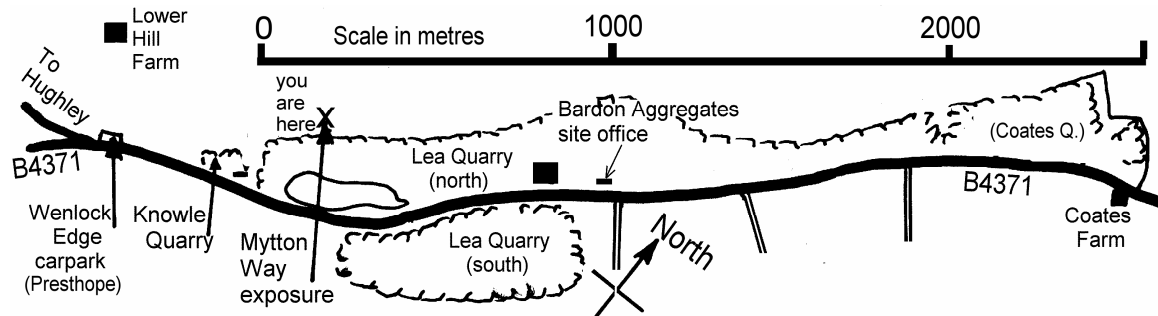 Lower
Hill
Farm
0
Scale in metres
1000
2000
To
Hughley
you
are
here
X
Bardon Aggregates
site office
(Coates Q.)
Lea Quarry
(north)
B4371
B4371
Wenlock
Edge
carpark
(Presthope)
Knowle
Quarry
Mytton
Way
exposure
Lea Quarry
(south)
North
Coates
Farm